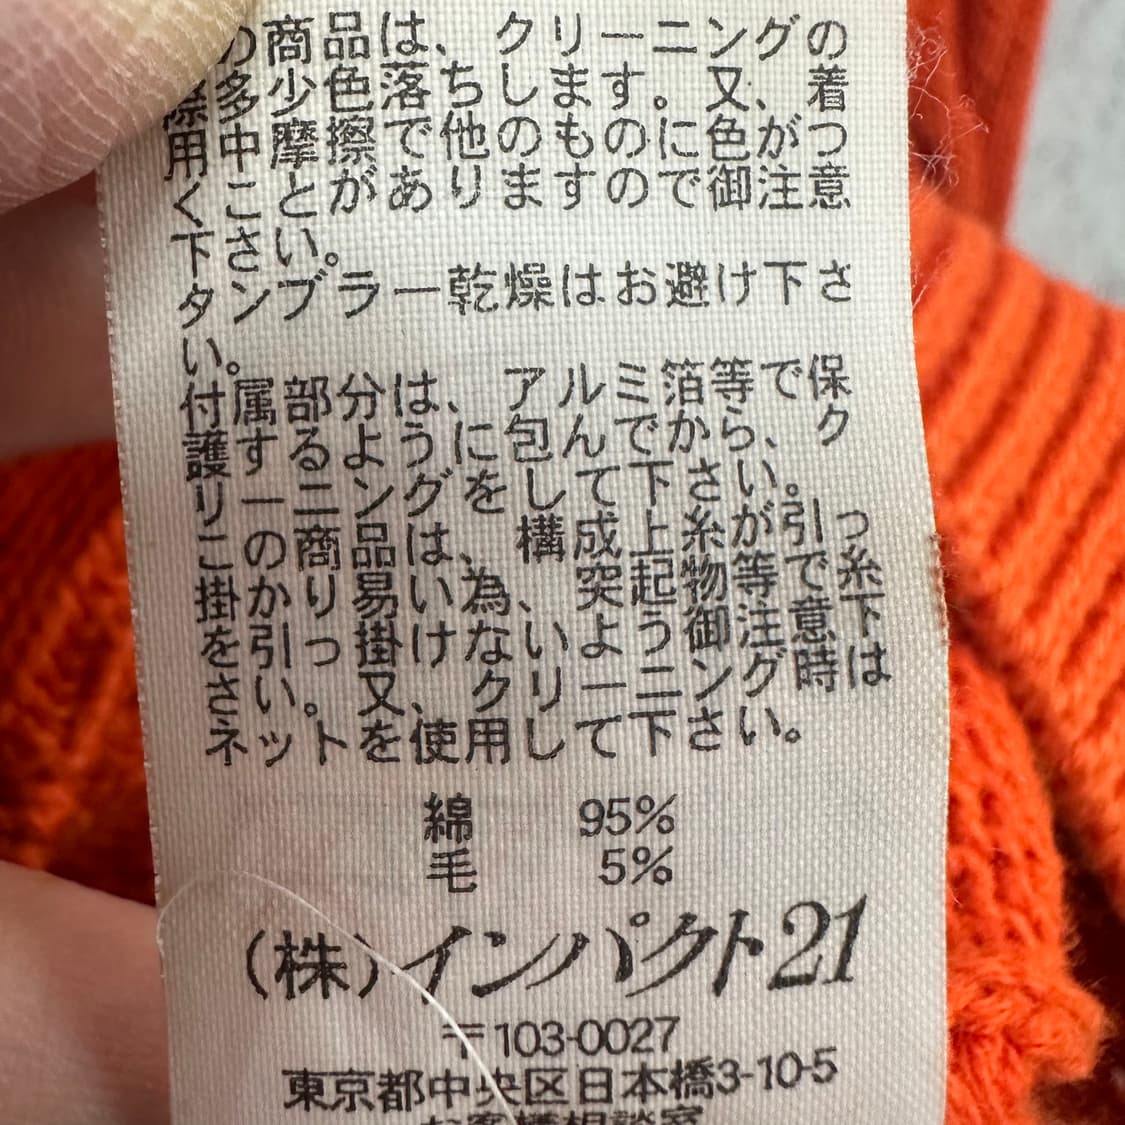 の商品は、クリーニングの
際多少色落ちします。又、着
用中摩擦で他のものに色がつ
くことがありますので御注意
下さい。
タンブラー乾燥はお避け下さ
い。
付属部分は、アルミ箔等で保
護するように包んでから、ク
リーニングをして下さい。
この商品は、構成上糸が引っ
掛かり易い為、突起物等で糸
を引っ掛けないよう御注意下
さい。又、クリーニング時は
ネットを使用して下さい。
綿 95%
毛 5%
(株)インパクト21
〒103-0027
東京都中央区日本橋3-10-5
お客様相談室